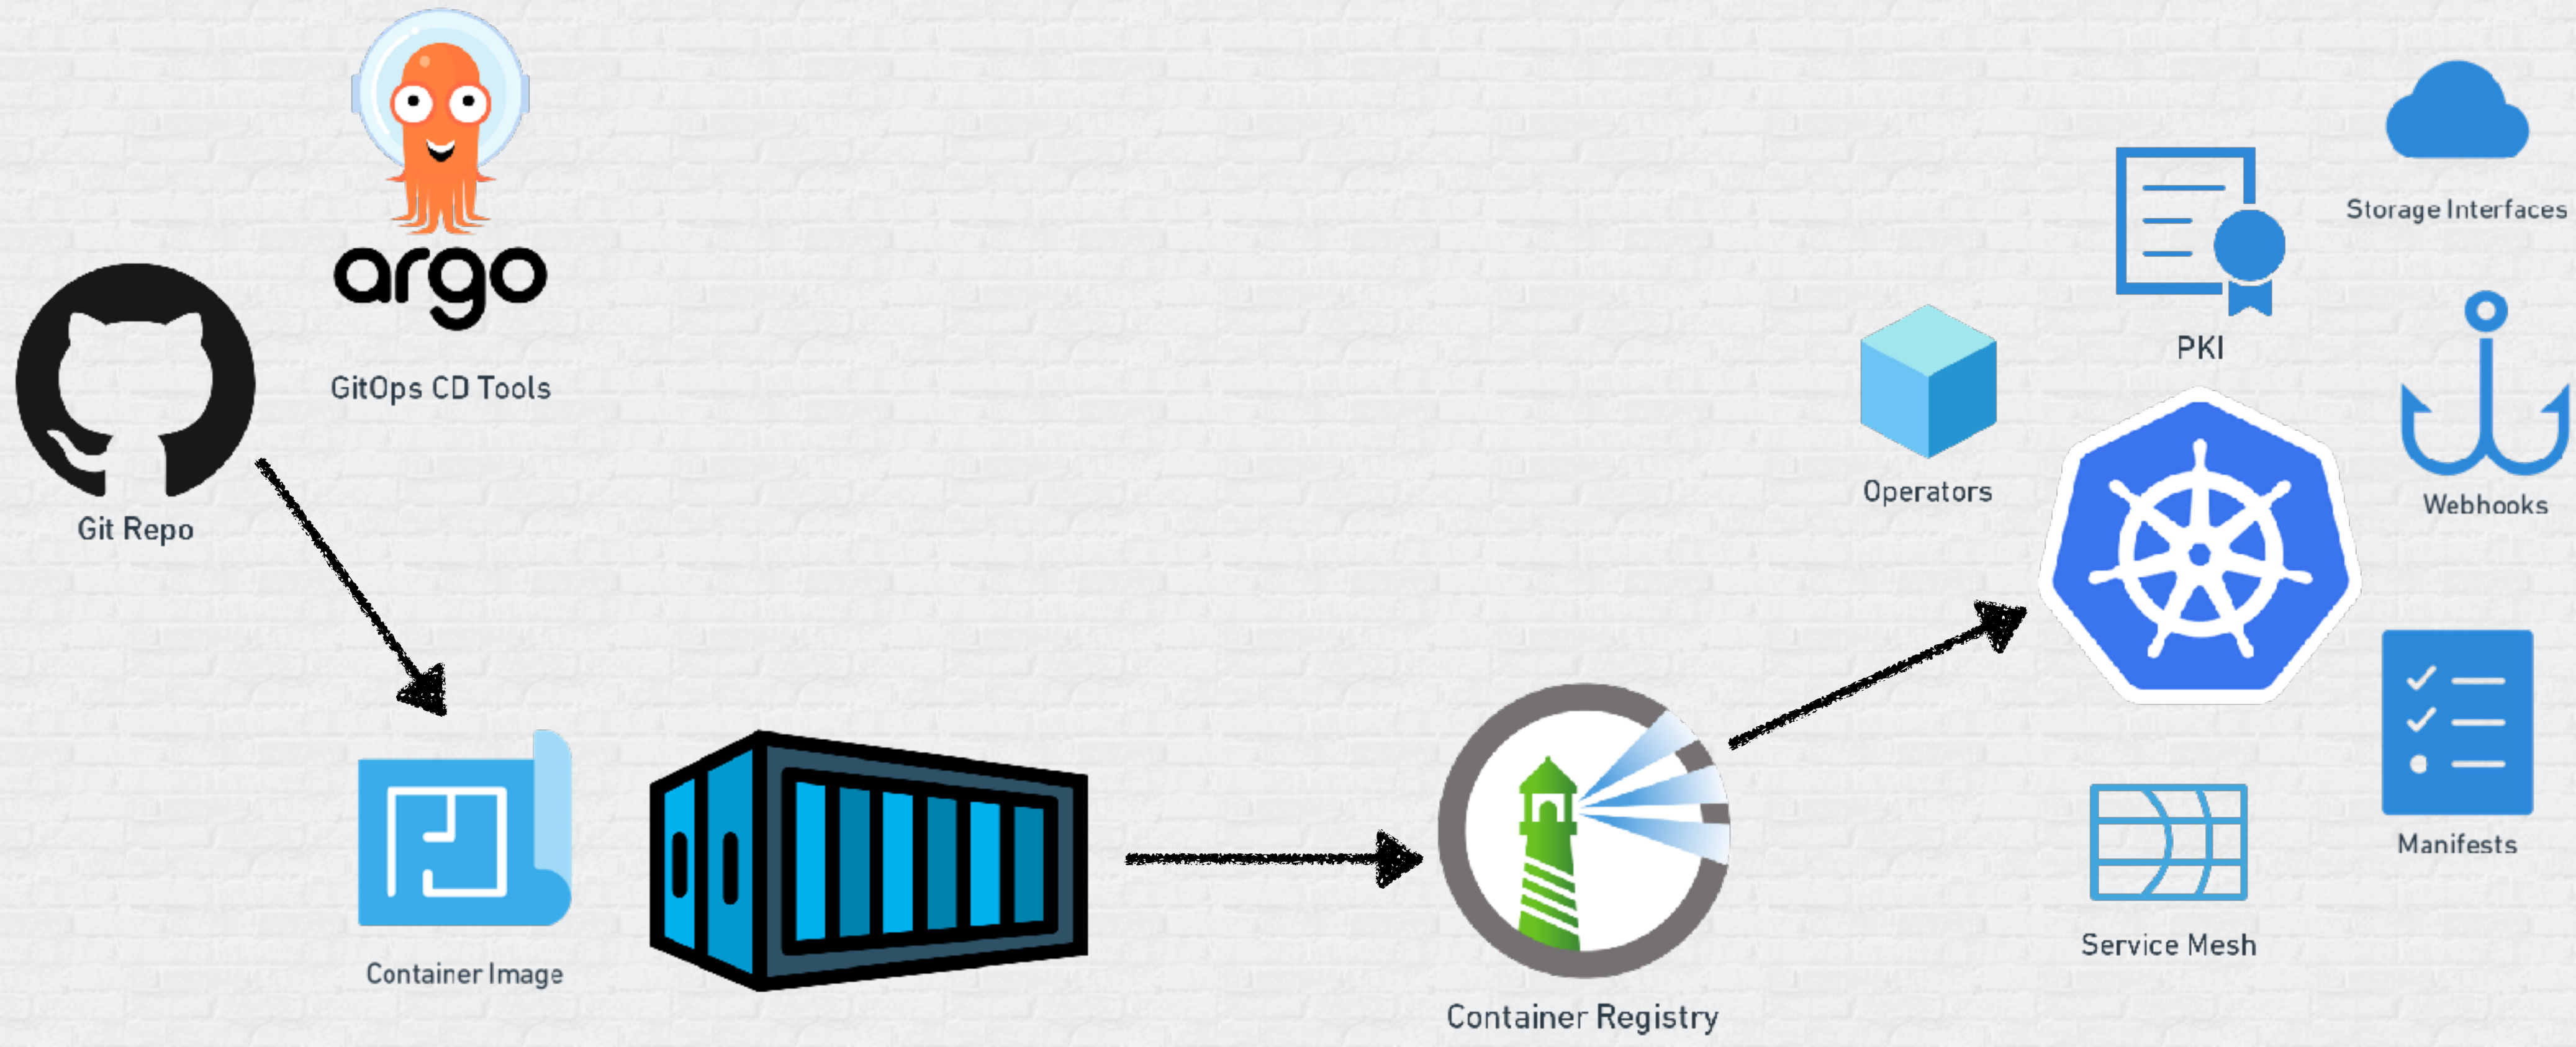 argo
GitOps CD Tools
Git Repo
Container Image
Container Registry
Operators
PKI
Storage Interfaces
Webhooks
Manifests
Service Mesh